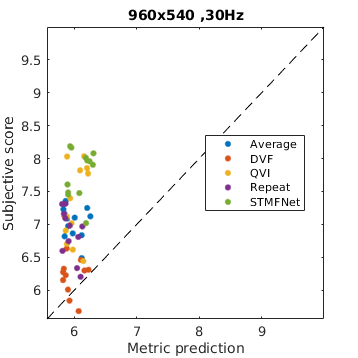 960x540 ,30Hz
Subjective score
9.5
9
8.5
8
7.5
7
6.5
6
Average
DVF
QVI
Repeat
STMFNet
6 7 8 9
Metric prediction